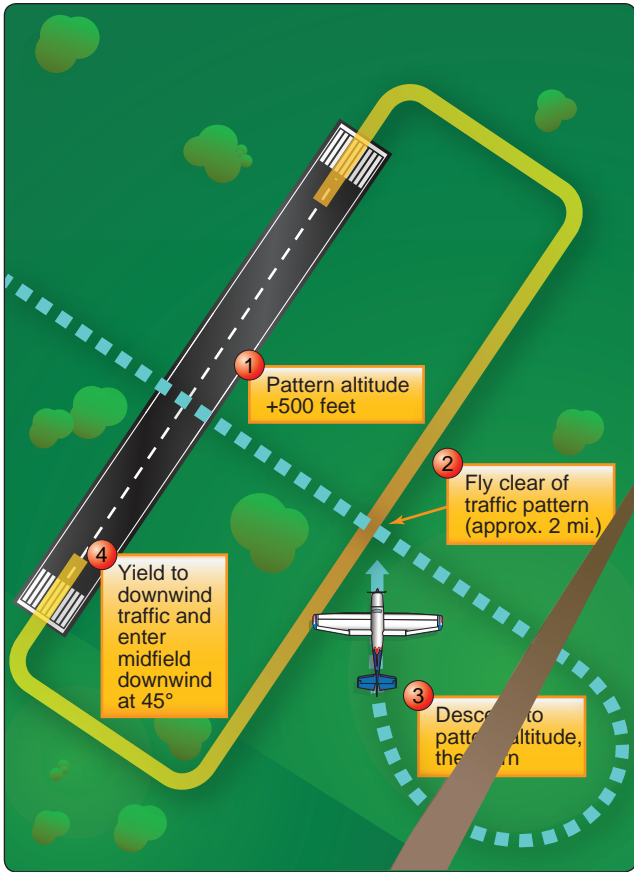 1
Pattern altitude
+500 feet
2
Fly clear of
traffic pattern
(approx. 2 mi.)
3
to
altitude,
4
Yield to
downwind
traffic and
enter
midfield
downwind
at 45°